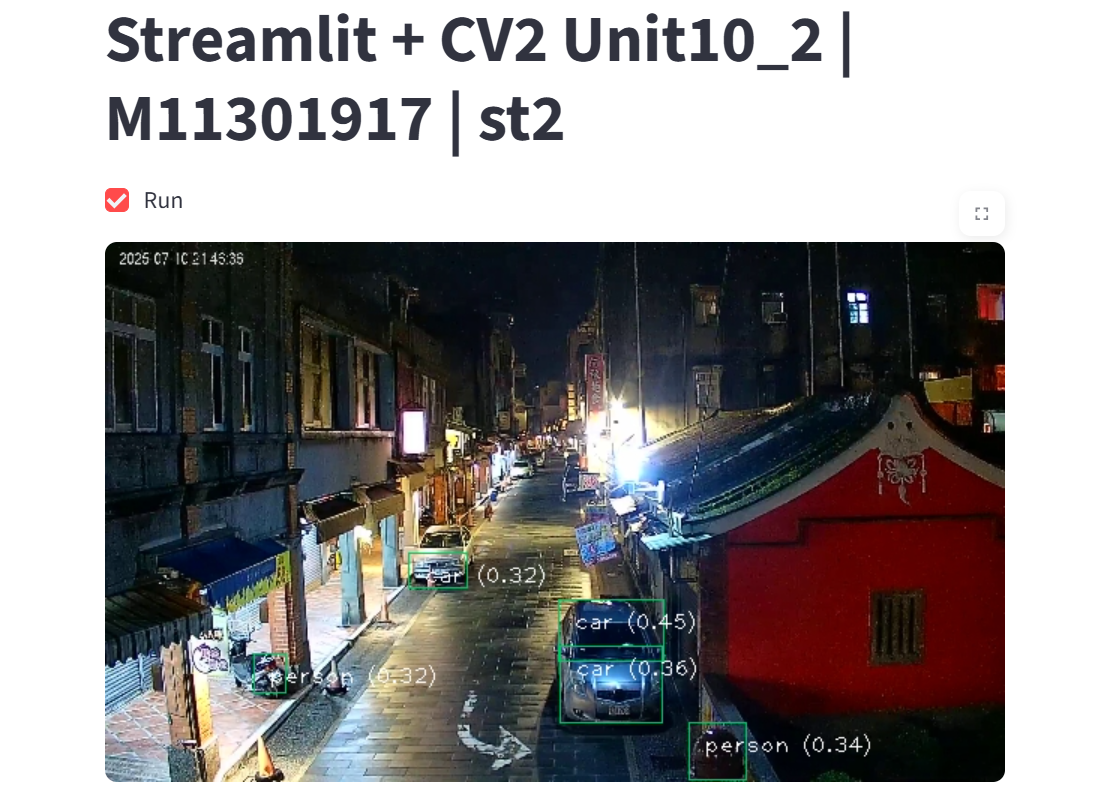 Streamlit + CV2 Unit10_2 |
M11301917 | st2
Run
2025-07-10 21:46:36
car (0.32)
car (0.45)
car (0.36)
person (0.32)
person (0.34)